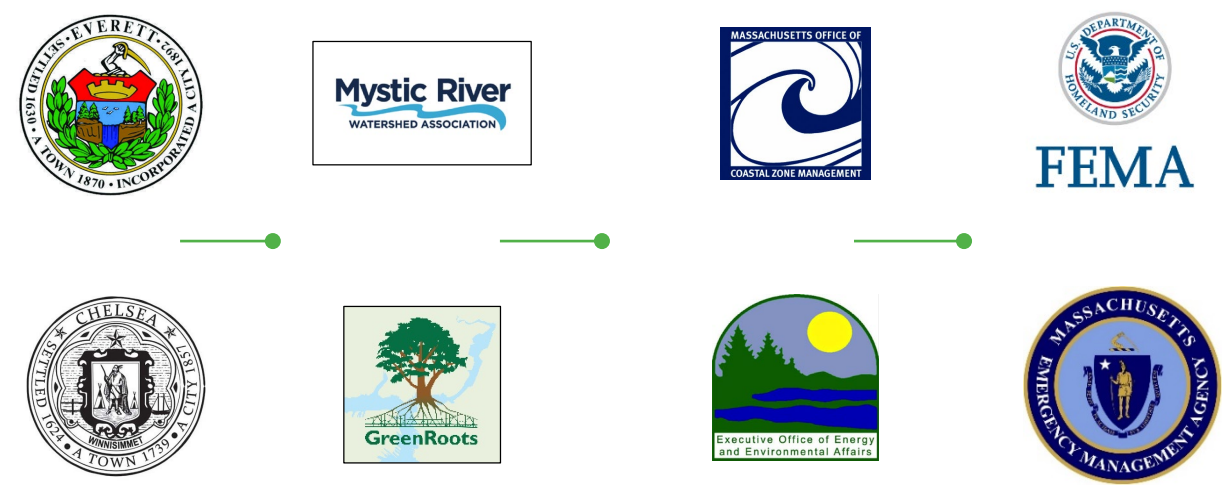 • EVERETT •
SETTLED 1630 • A TOWN 1870 • INCORPORATED A CITY 1892
Mystic River
WATERSHED ASSOCIATION
MASSACHUSETTS OFFICE OF
COASTAL ZONE MANAGEMENT
U.S. DEPARTMENT OF
HOMELAND SECURITY
FEMA
CHELSEA
SETTLED 1624 • A TOWN 1739 • A CITY 1857
WINNISIMMET
GreenRoots
Executive Office of Energy
and Environmental Affairs
MASSACHUSETTS
EMERGENCY MANAGEMENT AGENCY